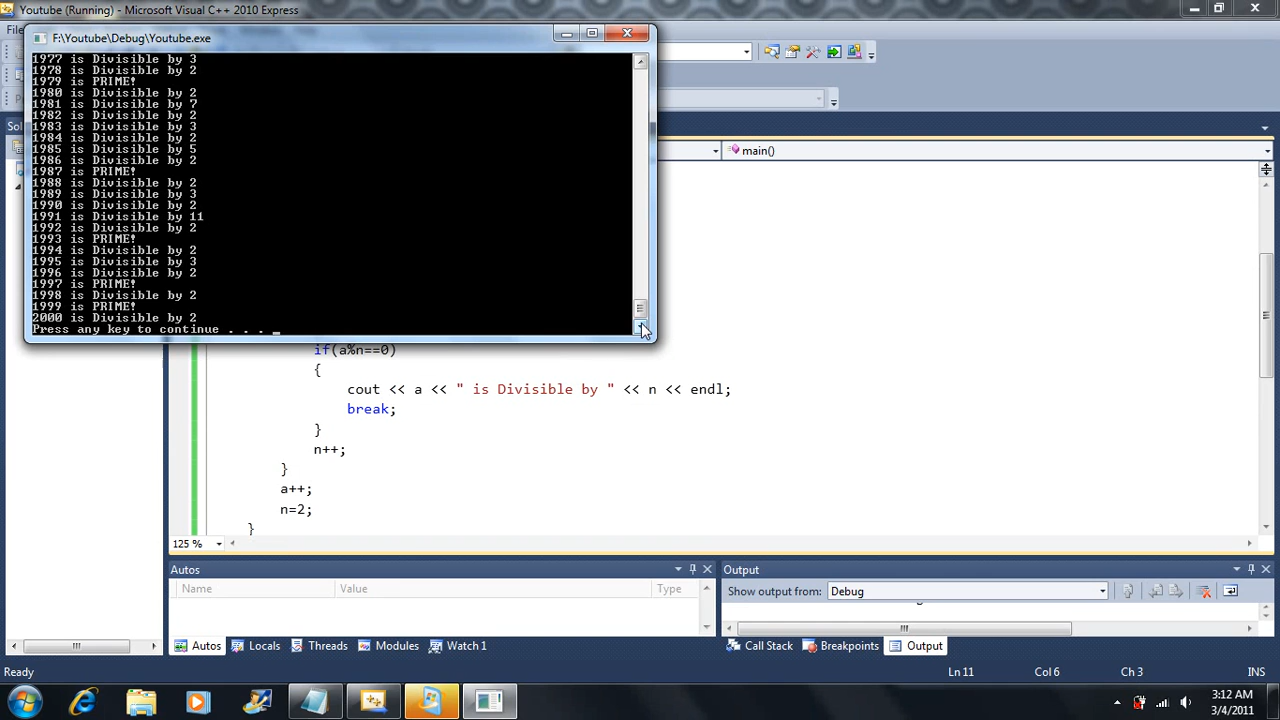 Youtube (Running) - Microsoft Visual C++ 2010 Express
F:\Youtube\Debug\Youtube.exe
1977 is Divisible by 3
1978 is Divisible by 2
1979 is PRIME!
1980 is Divisible by 2
1981 is Divisible by 7
1982 is Divisible by 2
1983 is Divisible by 3
1984 is Divisible by 2
1985 is Divisible by 5
1986 is Divisible by 2
1987 is PRIME!
1988 is Divisible by 2
1989 is Divisible by 3
1990 is Divisible by 2
1991 is Divisible by 11
1992 is Divisible by 2
1993 is PRIME!
1994 is Divisible by 2
1995 is Divisible by 3
1996 is Divisible by 2
1997 is PRIME!
1998 is Divisible by 2
1999 is PRIME!
2000 is Divisible by 2
Press any key to continue . . . _
main()
if(a%n==0)
{
cout << a << " is Divisible by " << n << endl;
break;
}
n++;
}
a++;
n=2;
}
125 %
Autos
Name Value Type
Autos Locals Threads Modules Watch 1
Output
Show output from: Debug
Call Stack Breakpoints Output
Ready Ln 11 Col 6 Ch 3 INS
3:12 AM
3/4/2011